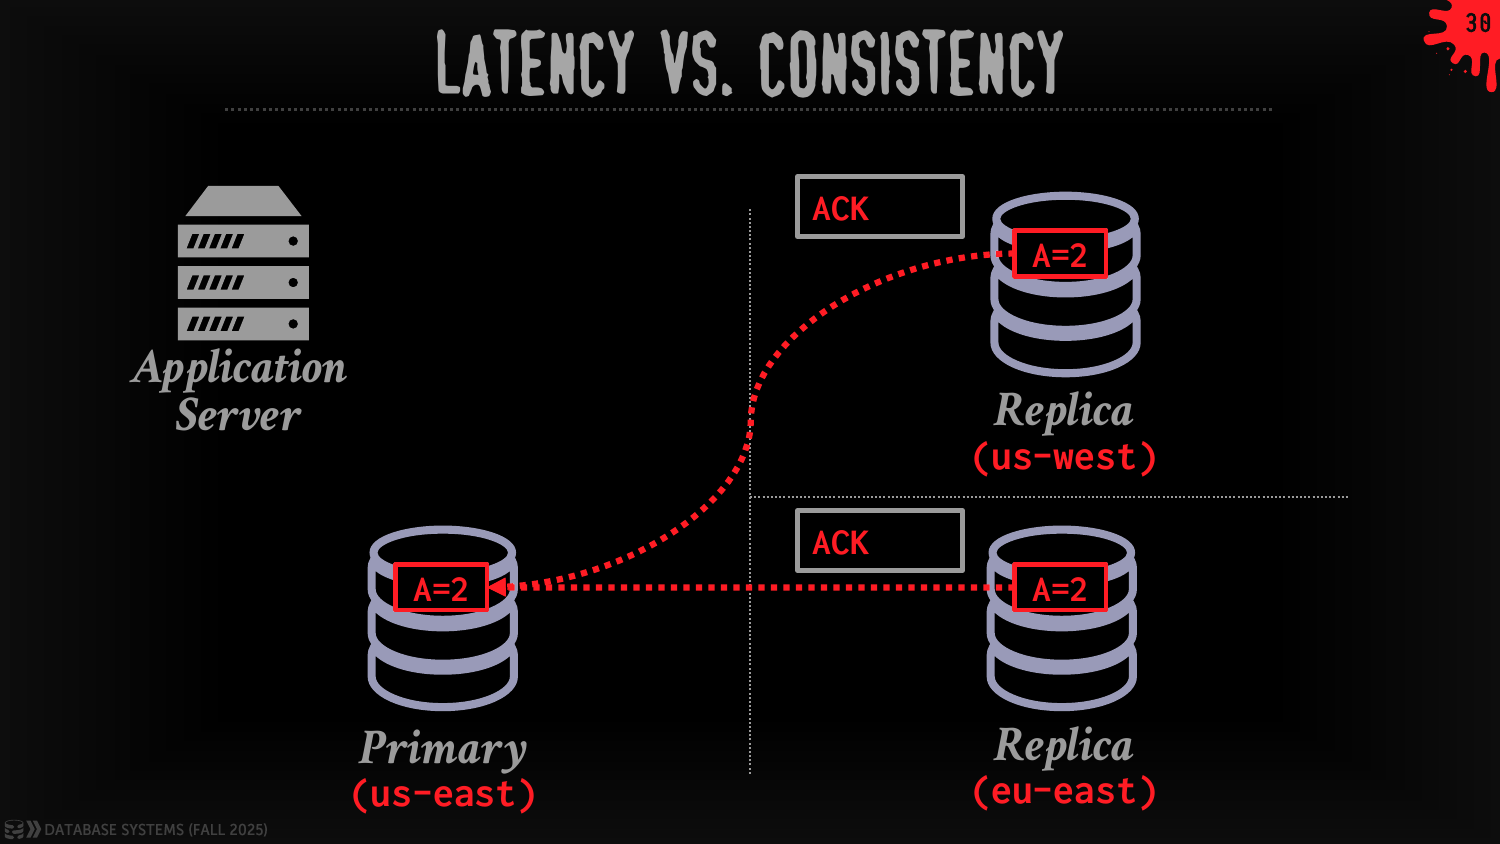 30
LATENCY VS. CONSISTENCY
Application
Server
ACK
A=2
Replica
(us-west)
A=2
Primary
(us-east)
ACK
A=2
Replica
(eu-east)
DATABASE SYSTEMS (FALL 2025)